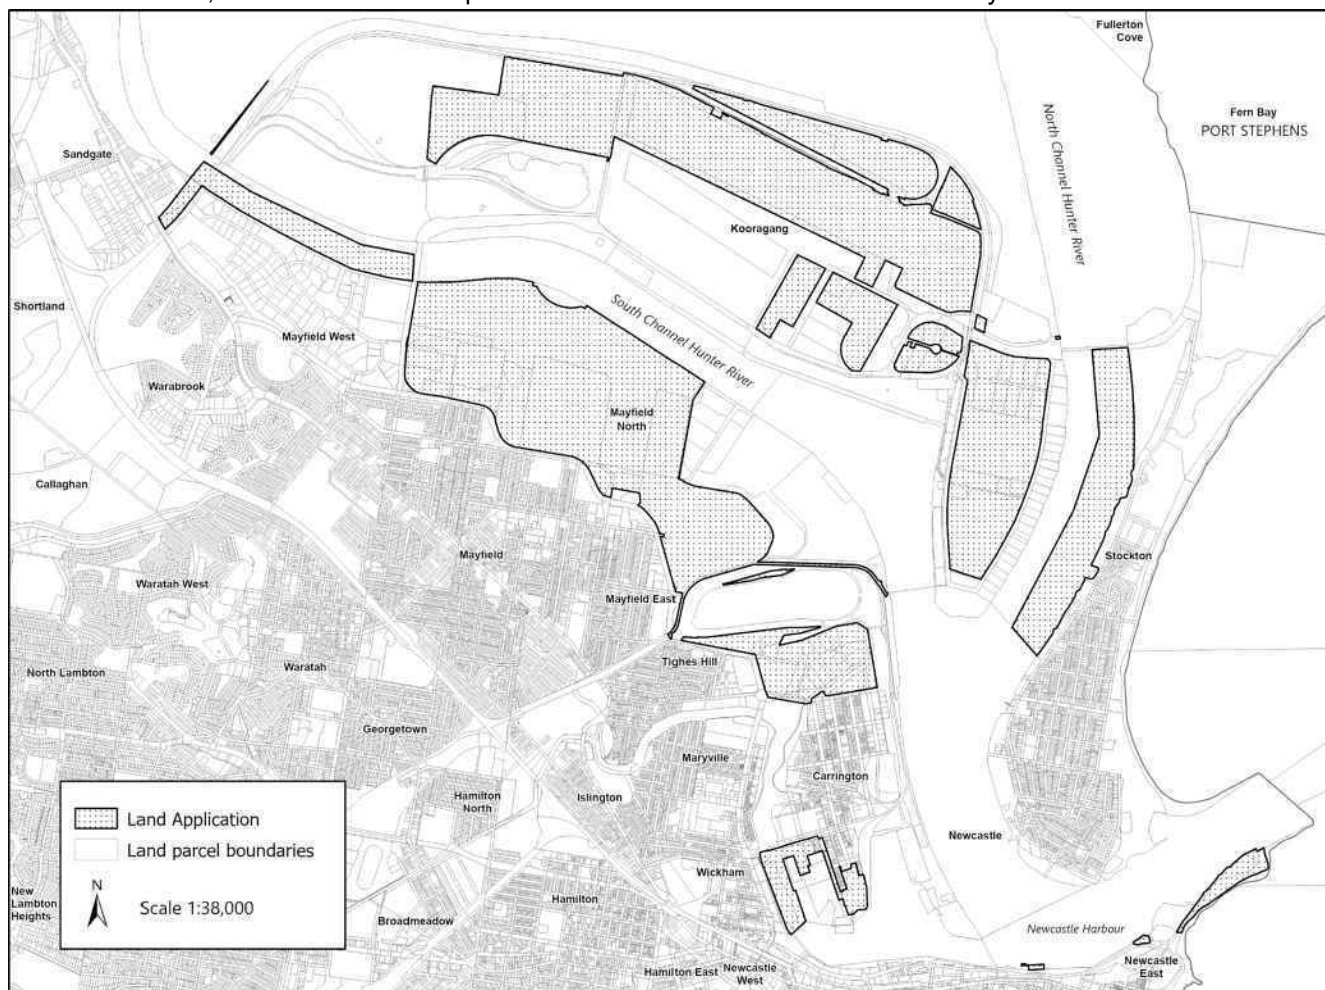 Fullerton
Cove
Fern Bay
PORT STEPHENS
North Channel Hunter River
Sandgate
Kooragang
Shortland
South Channel Hunter River
Mayfield West
Warabrook
Mayfield
North
Callaghan
Mayfield
Stockton
Waratah West
Mayfield East
Tighes Hill
North Lambton
Waratah
Georgetown
Maryville
Carrington
Hamilton
North
Islington
Newcastle
Land Application
Land parcel boundaries
N
Scale 1:38,000
New
Lambton
Heights
Wickham
Hamilton
Broadmeadow
Newcastle Harbour
Hamilton East
Newcastle
West
Newcastle
East